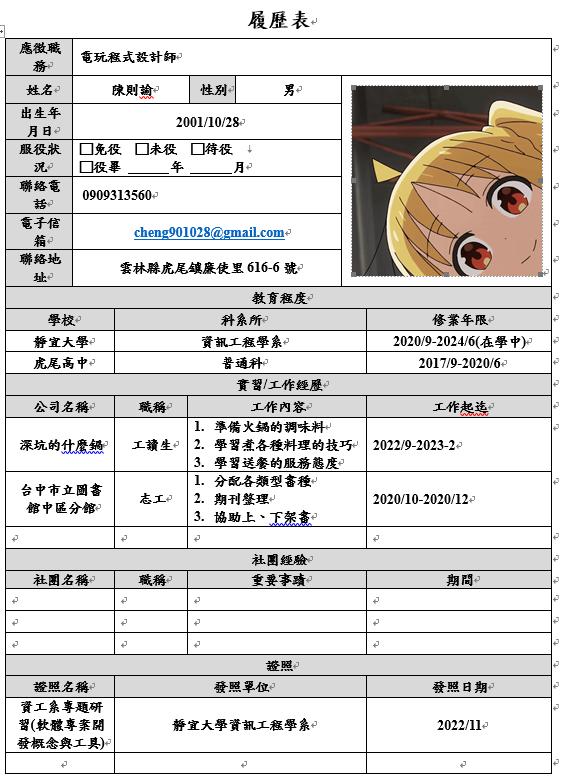 履歷表
應徵職務 電玩程式設計師
姓名 陳則諭 性別 男
出生年月日 2001/10/28
服役狀況 □免役 □未役 □待役
□役畢 ______年 ______月
聯絡電話 0909313560
電子信箱 cheng901028@gmail.com
聯絡地址 雲林縣虎尾鎮廉使里 616-6 號
教育程度
學校 科系所 修業年限
靜宜大學 資訊工程學系 2020/9-2024/6(在學中)
虎尾高中 普通科 2017/9-2020/6
實習/工作經歷
公司名稱 職稱 工作內容 工作起迄
深坑的什麼鍋 工讀生 2022/9-2023-2
1. 準備火鍋的調味料
2. 學習煮各種料理的技巧
3. 學習送餐的服務態度
台中市立圖書館中區分館 志工 2020/10-2020/12
1. 分配各類型書種
2. 期刊整理
3. 協助上、下架書
社團經驗
社團名稱 職稱 重要事蹟 期間
證照
證照名稱 發照單位 發照日期
資工系專題研習(軟體專案開發概念與工具) 靜宜大學資訊工程學系 2022/11